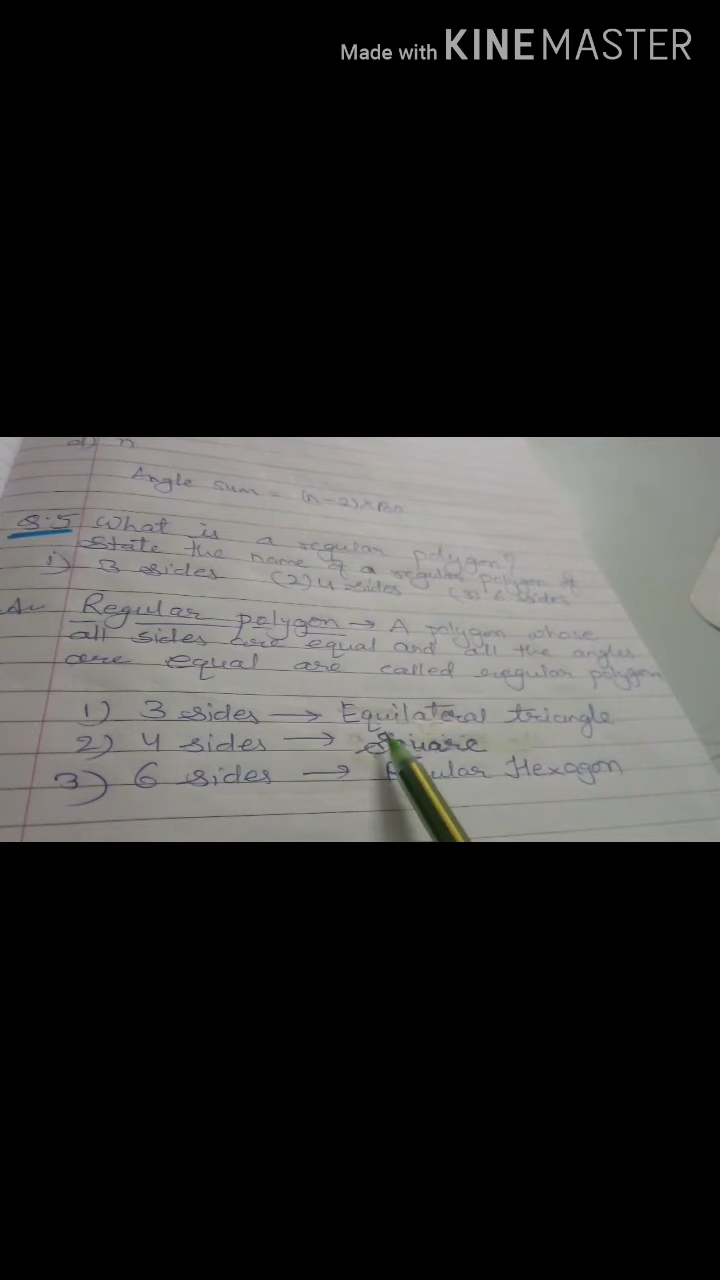 Made with KINEMASTER
d) n
Angle sum = (n-2)×180
Q.5 What is a regular polygon?
State the name of a regular polygon of
i) 3 sides (2) 4 sides (3) 6 sides
Regular polygon → A polygon whose
all sides are equal and all the angles
are equal are called regular polygon
1) 3 sides → Equilateral triangle
2) 4 sides → Square
3) 6 sides → Regular Hexagon